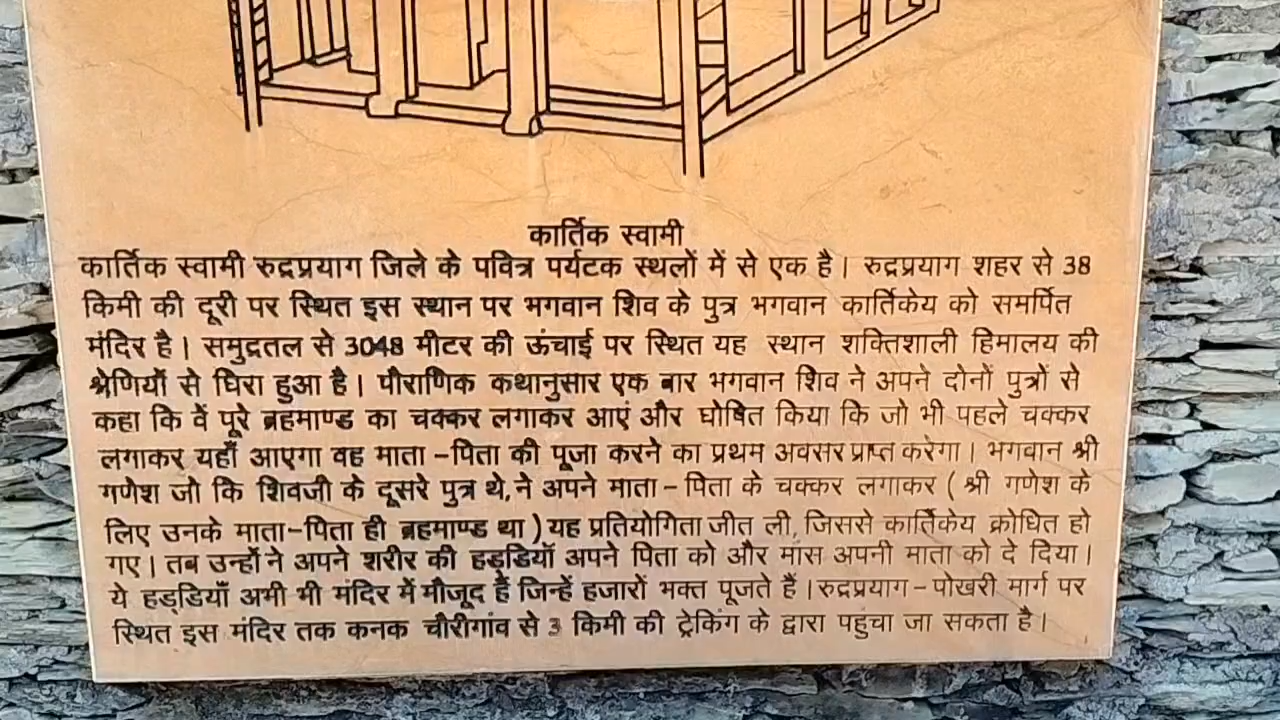 कार्तिक स्वामी
कार्तिक स्वामी रुद्रप्रयाग जिले के पवित्र पर्यटक स्थलों में से एक है। रुद्रप्रयाग शहर से 38
किमी की दूरी पर स्थित इस स्थान पर भगवान शिव के पुत्र भगवान कार्तिकेय को समर्पित
मंदिर है। समुद्रतल से 3048 मीटर की ऊंचाई पर स्थित यह स्थान शक्तिशाली हिमालय की
श्रेणियों से घिरा हुआ है। पौराणिक कथानुसार एक बार भगवान शिव ने अपने दोनों पुत्रों से
कहा कि वें पूरे ब्रहमाण्ड का चक्कर लगाकर आएं और घोषित किया कि जो भी पहले चक्कर
लगाकर यहाँ आएगा वह माता-पिता की पूजा करने का प्रथम अवसर प्राप्त करेगा। भगवान श्री
गणेश जो कि शिवजी के दूसरे पुत्र थे, ने अपने माता-पिता के चक्कर लगाकर (श्री गणेश के
लिए उनके माता-पिता ही ब्रहमाण्ड था) यह प्रतियोगिता जीत ली, जिससे कार्तिकेय क्रोधित हो
गए। तब उन्होंने अपने शरीर की हड्डियाँ अपने पिता को और मांस अपनी माता को दे दिया।
ये हड्डियाँ अभी भी मंदिर में मौजूद हैं जिन्हें हजारों भक्त पूजते हैं। रुद्रप्रयाग-पोखरी मार्ग पर
स्थित इस मंदिर तक कनक चौरीगांव से 3 किमी की ट्रेकिंग के द्वारा पहुचा जा सकता है।